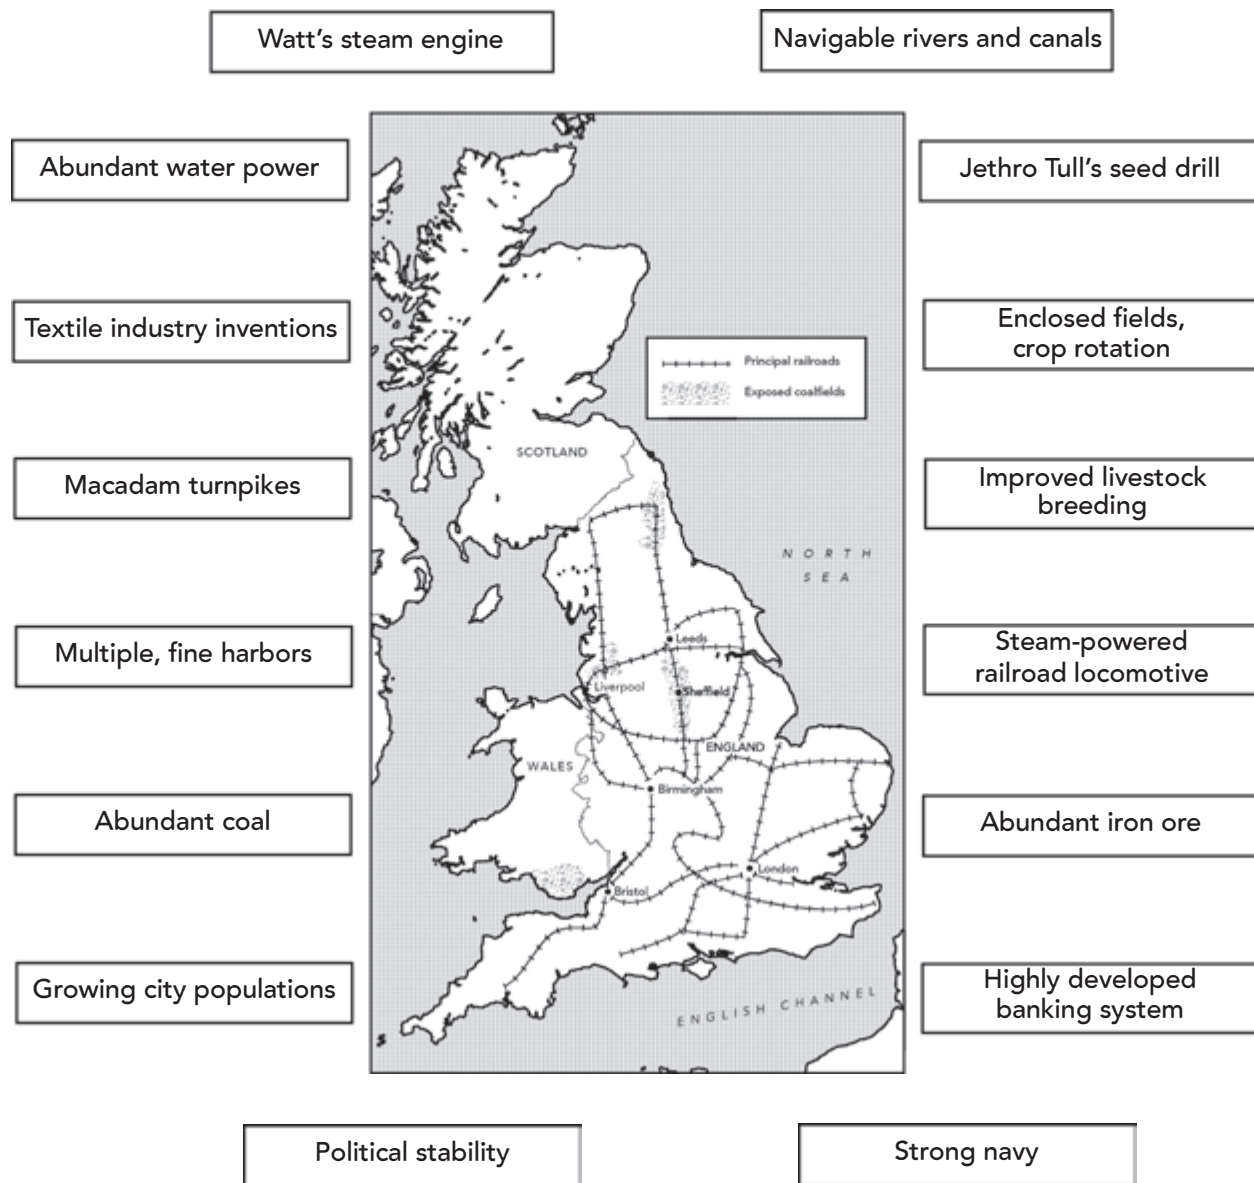 Watt's steam engine
Navigable rivers and canals
Abundant water power
Jethro Tull's seed drill
Textile industry inventions
Enclosed fields,
crop rotation
Principal railroads
Exposed coalfields
SCOTLAND
Macadam turnpikes
Improved livestock
breeding
NORTH
SEA
Multiple, fine harbors
Leeds
Steam-powered
railroad locomotive
Liverpool
Sheffield
ENGLAND
WALES
Birmingham
Abundant coal
Abundant iron ore
London
Bristol
Growing city populations
Highly developed
banking system
ENGLISH CHANNEL
Political stability
Strong navy